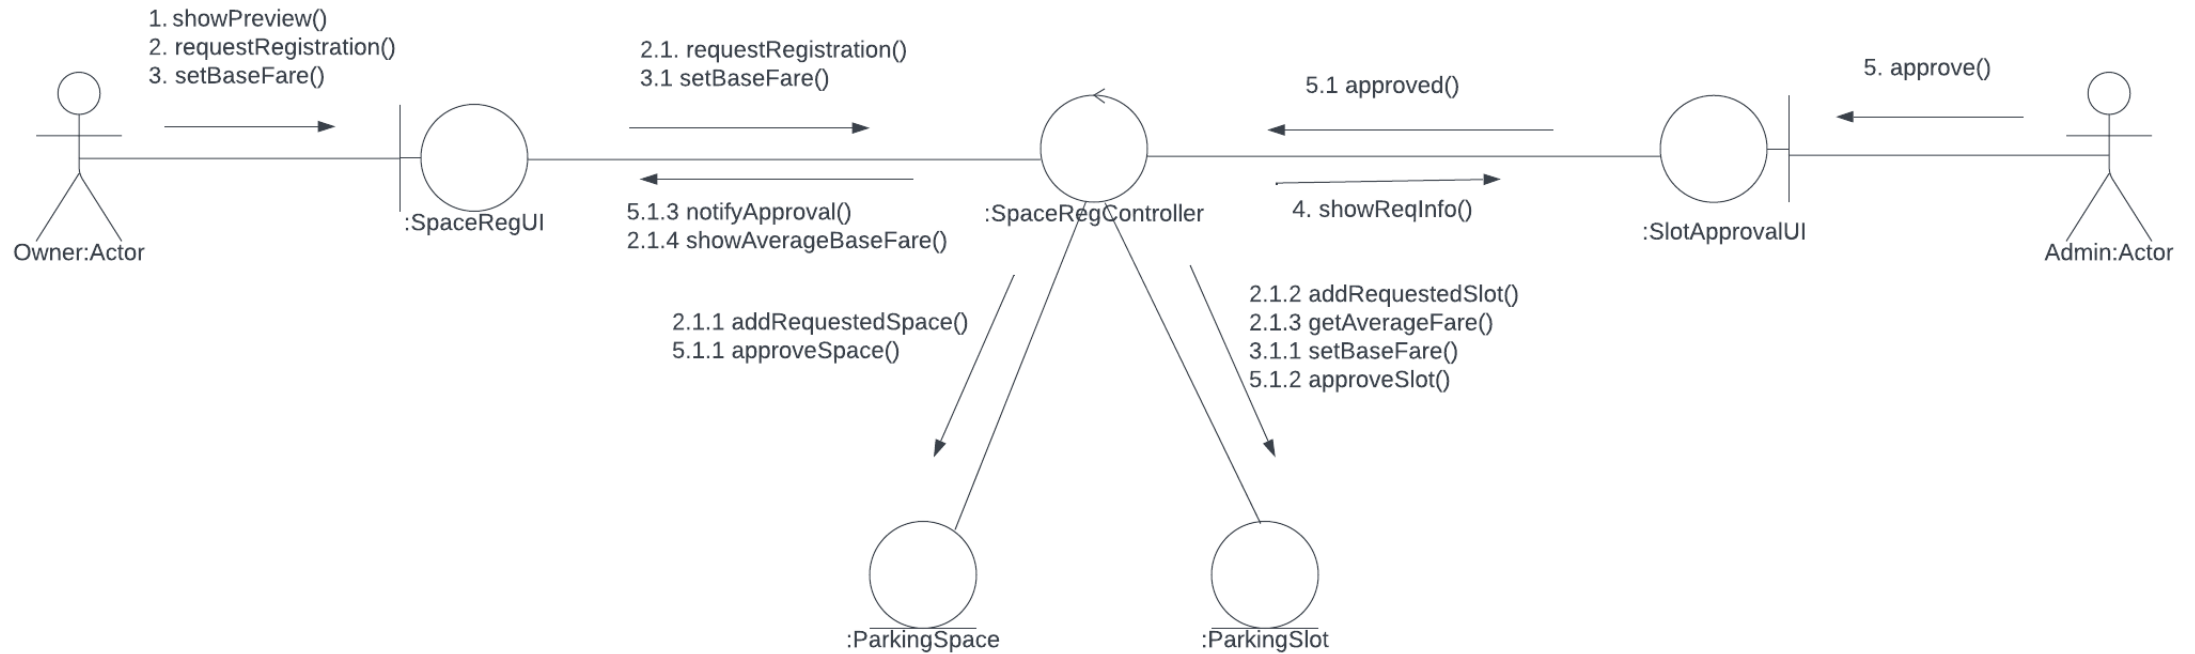 1. showPreview()
2. requestRegistration()
3. setBaseFare()
2.1. requestRegistration()
3.1 setBaseFare()
5.1 approved()
5. approve()
5.1.3 notifyApproval()
2.1.4 showAverageBaseFare()
4. showReqInfo()
:SpaceRegUI
:SpaceRegController
:SlotApprovalUI
Owner:Actor
Admin:Actor
2.1.1 addRequestedSpace()
5.1.1 approveSpace()
2.1.2 addRequestedSlot()
2.1.3 getAverageFare()
3.1.1 setBaseFare()
5.1.2 approveSlot()
:ParkingSpace
:ParkingSlot